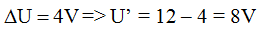 ΔU = 4V => U’ = 12 – 4 = 8V